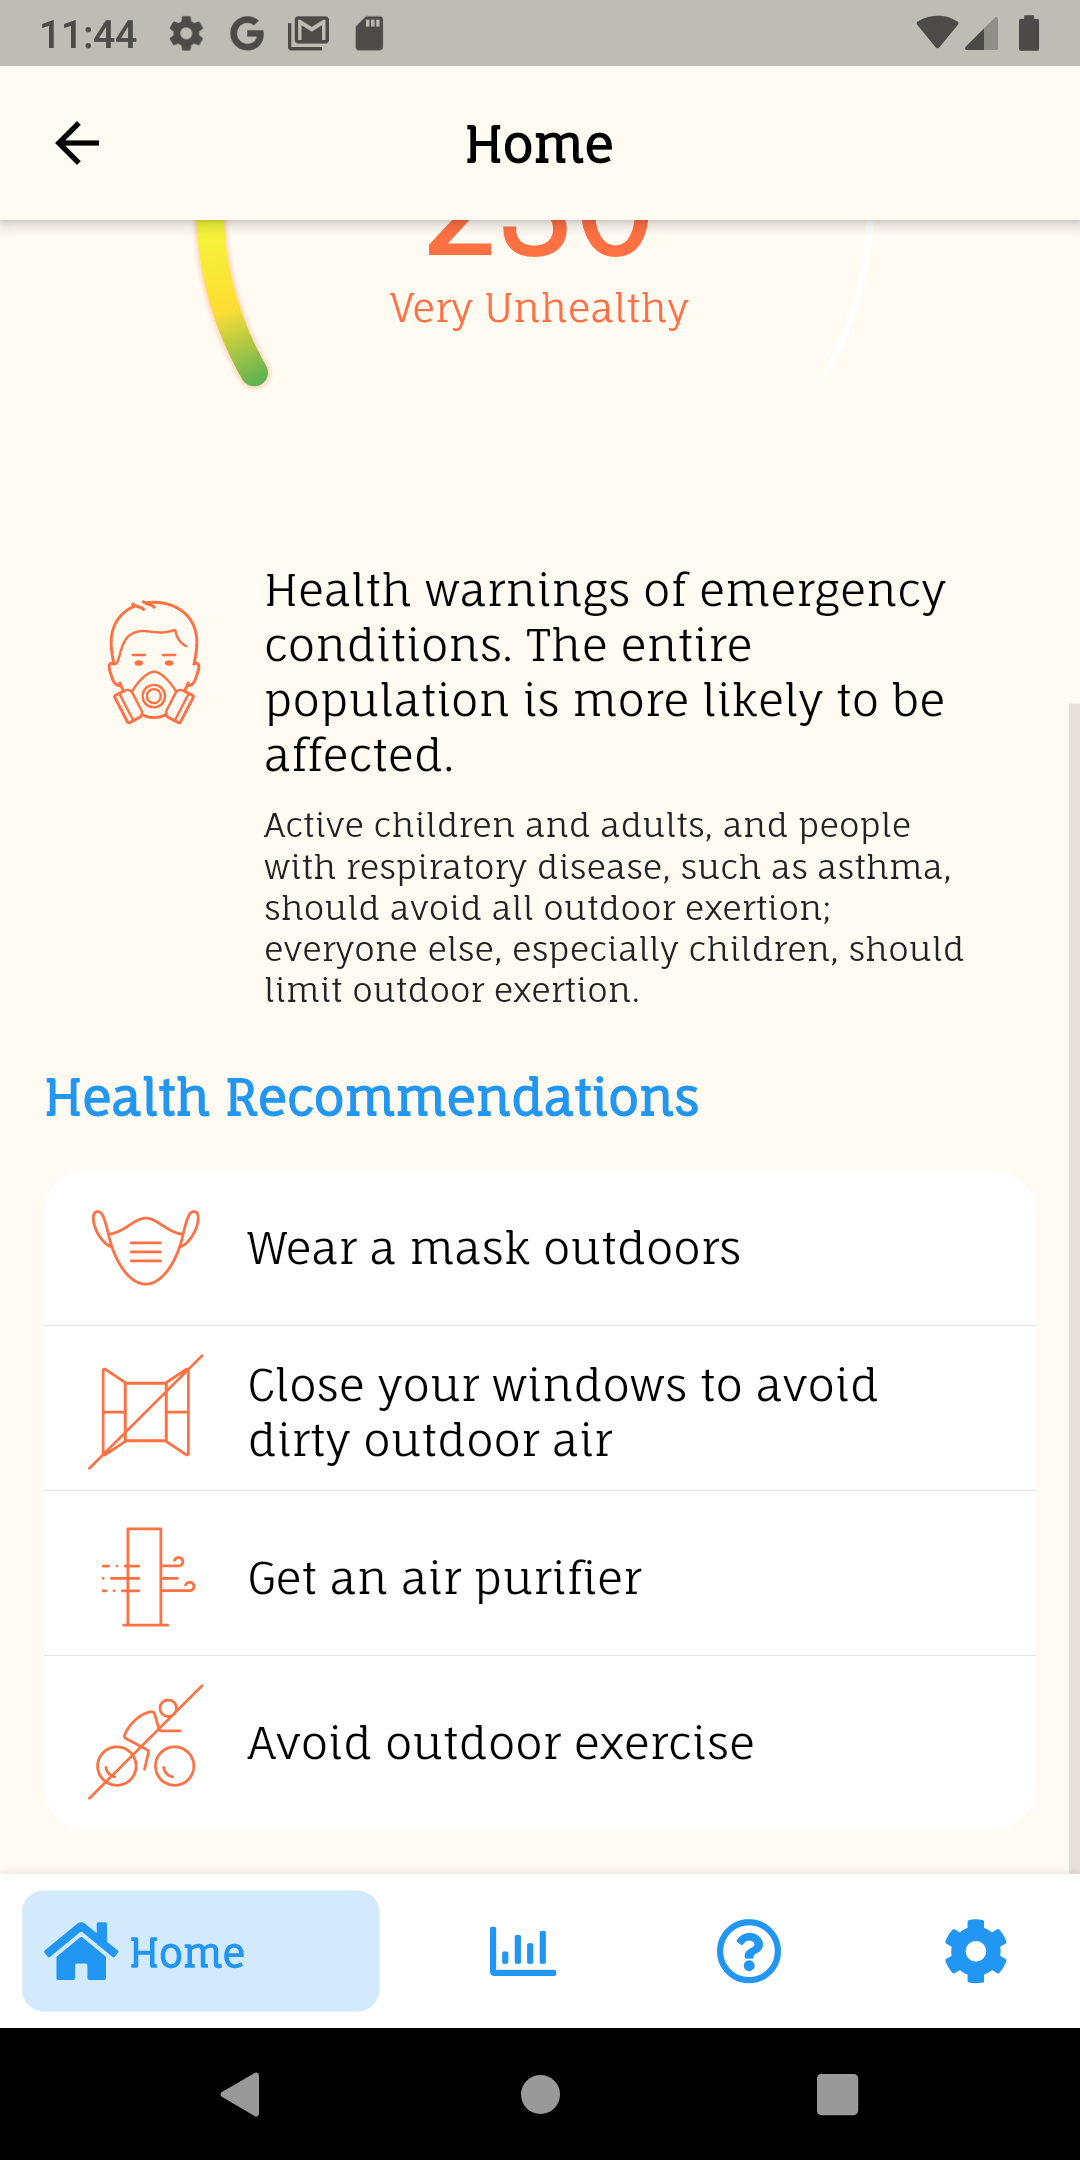 11:44
Home
Very Unhealthy
Health warnings of emergency
conditions. The entire
population is more likely to be
affected.
Active children and adults, and people
with respiratory disease, such as asthma,
should avoid all outdoor exertion;
everyone else, especially children, should
limit outdoor exertion.
Health Recommendations
Wear a mask outdoors
Close your windows to avoid
dirty outdoor air
Get an air purifier
Avoid outdoor exercise
Home